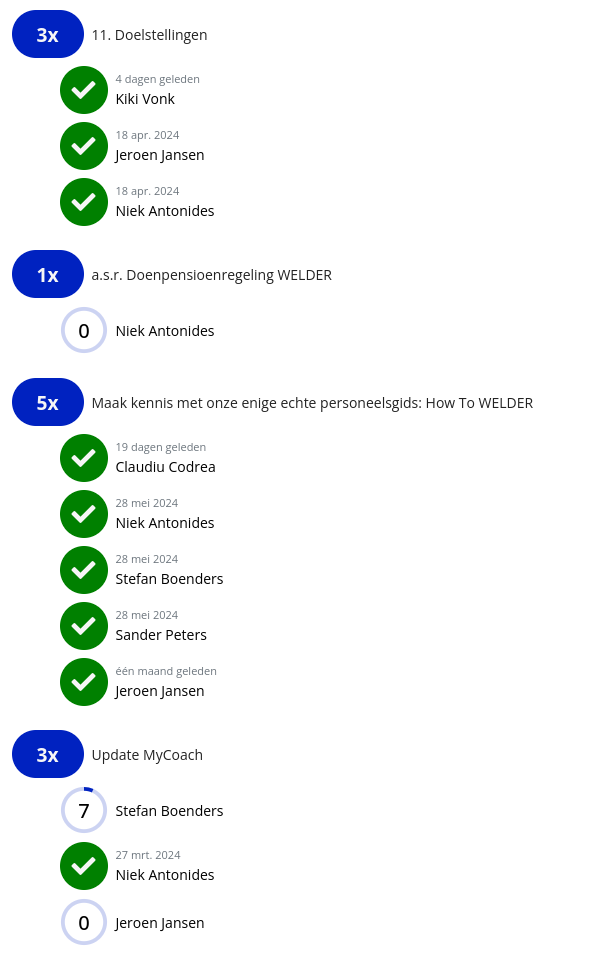 3x 11. Doelstellingen
4 dagen geleden
Kiki Vonk
18 apr. 2024
Jeroen Jansen
18 apr. 2024
Niek Antonides
1x a.s.r. Doenpensioenregeling WELDER
0 Niek Antonides
5x Maak kennis met onze enige echte personeelsgids: How To WELDER
19 dagen geleden
Claudiu Codrea
28 mei 2024
Niek Antonides
28 mei 2024
Stefan Boenders
28 mei 2024
Sander Peters
één maand geleden
Jeroen Jansen
3x Update MyCoach
7 Stefan Boenders
27 mrt. 2024
Niek Antonides
0 Jeroen Jansen